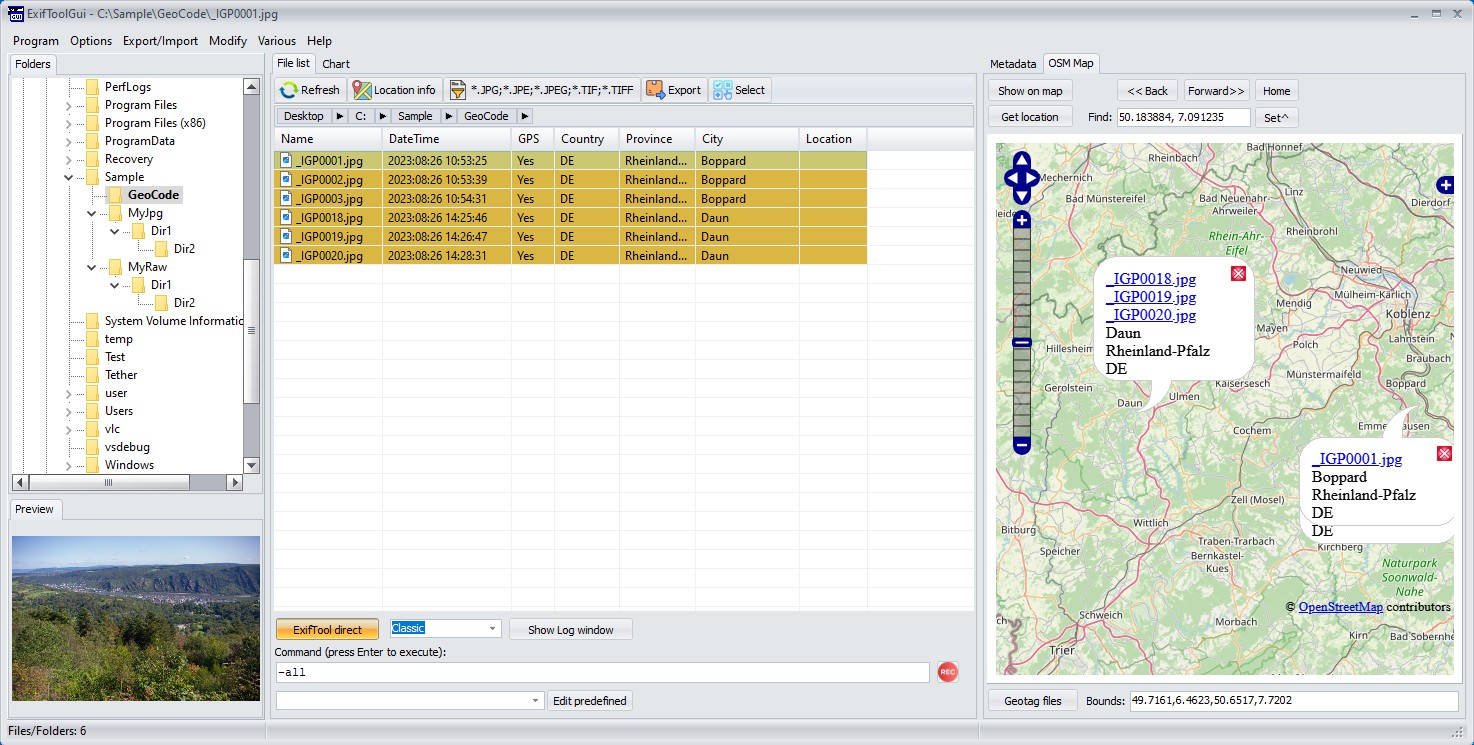 ExifToolGui - C:\Sample\GeoCode\_IGP0001.jpg
Program Options Export/Import Modify Various Help
Folders
PerfLogs
Program Files
Program Files (x86)
ProgramData
Recovery
Sample
GeoCode
MyJpg
Dir1
Dir2
MyRaw
Dir1
Dir2
System Volume Informatic
temp
Test
Tether
user
Users
vlc
vsdebug
Windows
Preview
File list Chart
Refresh Location info *.JPG;*.JPE;*.JPEG;*.TIF;*.TIFF Export Select
Desktop C: Sample GeoCode
Name DateTime GPS Country Province City Location
_IGP0001.jpg 2023:08:26 10:53:25 Yes DE Rheinland... Boppard
_IGP0002.jpg 2023:08:26 10:53:39 Yes DE Rheinland... Boppard
_IGP0003.jpg 2023:08:26 10:54:31 Yes DE Rheinland... Boppard
_IGP0018.jpg 2023:08:26 14:25:46 Yes DE Rheinland... Daun
_IGP0019.jpg 2023:08:26 14:26:47 Yes DE Rheinland... Daun
_IGP0020.jpg 2023:08:26 14:28:31 Yes DE Rheinland... Daun
ExifTool direct Classic Show Log window
Command (press Enter to execute):
-all
REC
Edit predefined
Metadata OSM Map
Show on map << Back Forward>> Home
Get location Find: 50.183884, 7.091235 Set^
Bad Honnef
Rheinbach
Mechernich
Linz
Bad Münstereifel
Bad Neuenahr-
Ahrweiler
Dierdorf
Rhein-Ahr-
Eifel
Rheinbrohl
Neuwied
Mülheim-Kärlich
Mendig
Koblenz
Mayen
Lahnstein
Polch
Braubach
Hillesheim
Münstermaifeld
Boppard
Gerolstein
Kaisersesch
Daun
Ulmen
Cochem
Emme
ausen
_IGP0018.jpg
_IGP0019.jpg
_IGP0020.jpg
Daun
Rheinland-Pfalz
DE
_IGP0001.jpg
Boppard
Rheinland-Pfalz
DE
DE
Zell (Mosel)
Wittlich
Bitburg
Speicher
Traben-Trarbach
Bernkastel-
Kues
Kirchberg
Naturpark
Soonwald-
Nahe
© OpenStreetMap contributors
Schweich
Trier
Kirn
Bad Soberne
Geotag files Bounds: 49.7161,6.4623,50.6517,7.7202
Files/Folders: 6